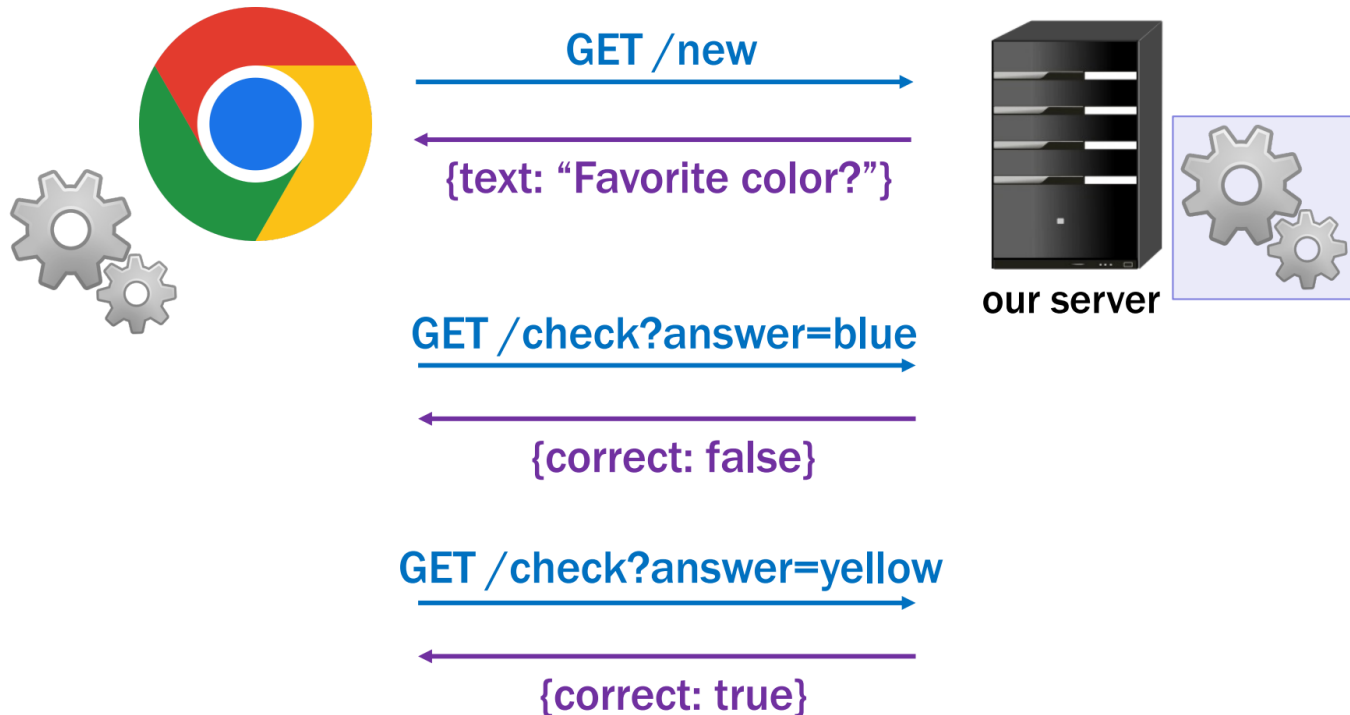 GET /new
{text: “Favorite color?”}
our server
GET /check?answer=blue
{correct: false}
GET /check?answer=yellow
{correct: true}